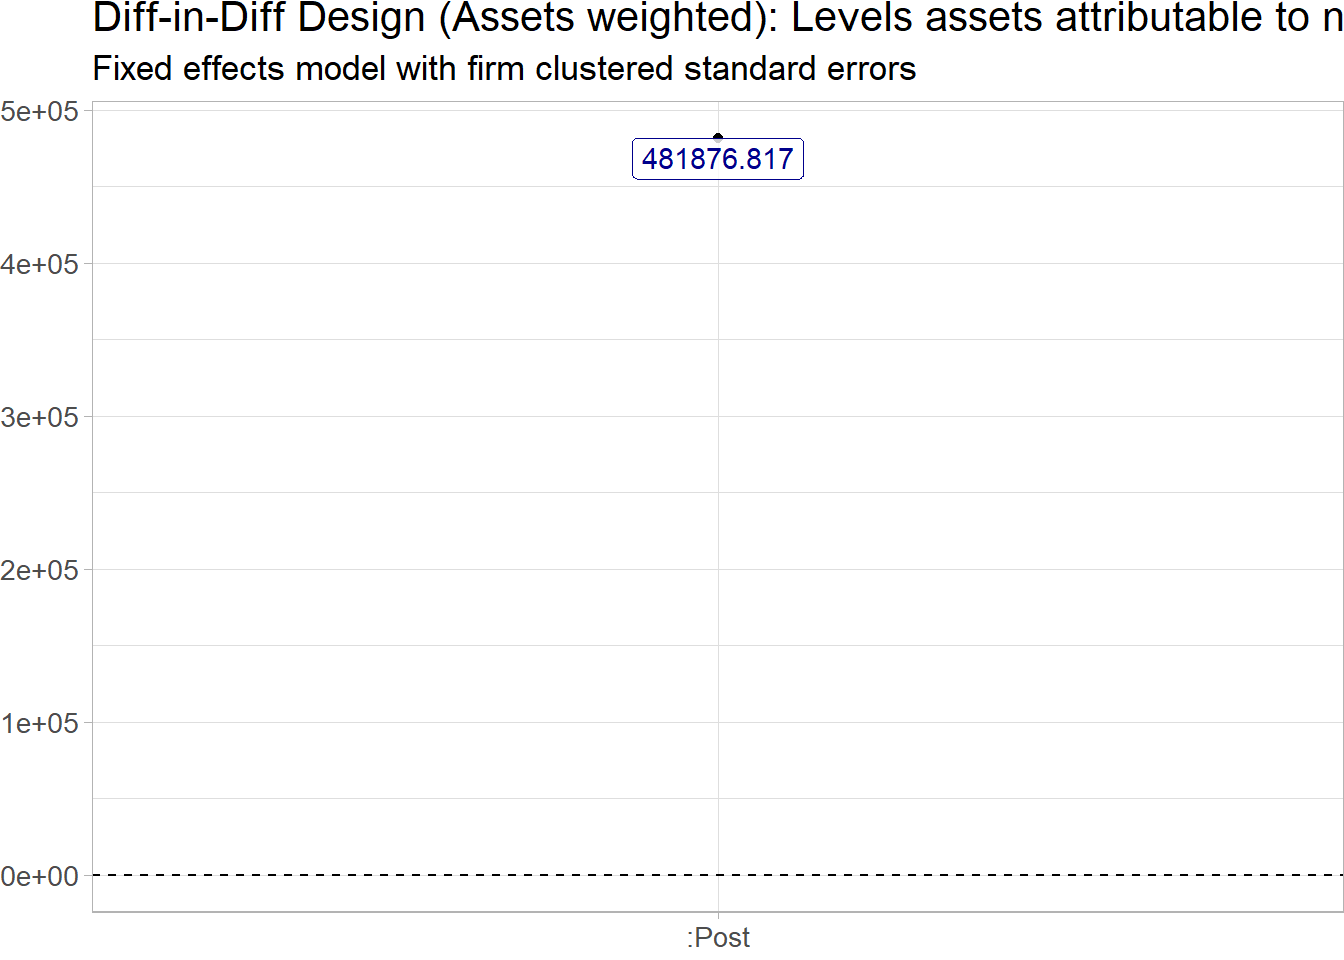 Diff-in-Diff Design (Assets weighted): Levels assets attributable to n
Fixed effects model with firm clustered standard errors
5e+05
481876.817
4e+05
3e+05
2e+05
1e+05
0e+00
:Post